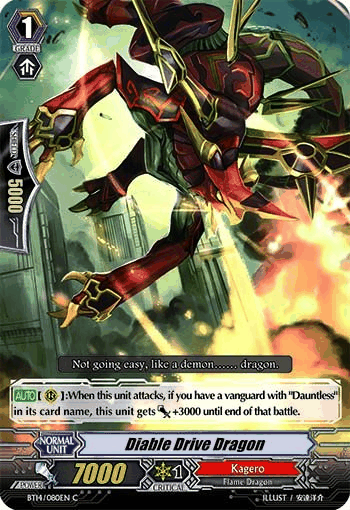 1
GRADE
SHIELD
5000
Not going easy, like a demon...... dragon.
AUTO [ ]:When this unit attacks, if you have a vanguard with "Dauntless"
in its card name, this unit gets +3000 until end of that battle.
NORMAL
UNIT
Diable Drive Dragon
POWER
7000
1
CRITICAL
Kagero
Flame Dragon
BT14/080EN C
ILLUST / 安達洋介